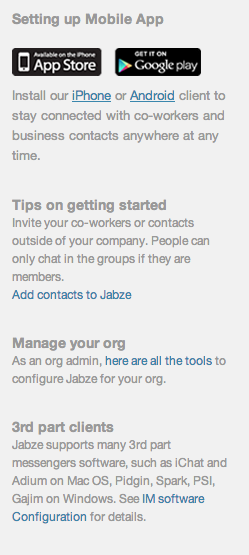 Setting up Mobile App
Available on the iPhone
App Store
GET IT ON
Google play
Install our iPhone or Android client to
stay connected with co-workers and
business contacts anywhere at any
time.
Tips on getting started
Invite your co-workers or contacts
outside of your company. People can
only chat in the groups if they are
members.
Add contacts to Jabze
Manage your org
As an org admin, here are all the tools to
configure Jabze for your org.
3rd part clients
Jabze supports many 3rd part
messengers software, such as iChat and
Adium on Mac OS, Pidgin, Spark, PSI,
Gajim on Windows. See IM software
Configuration for details.